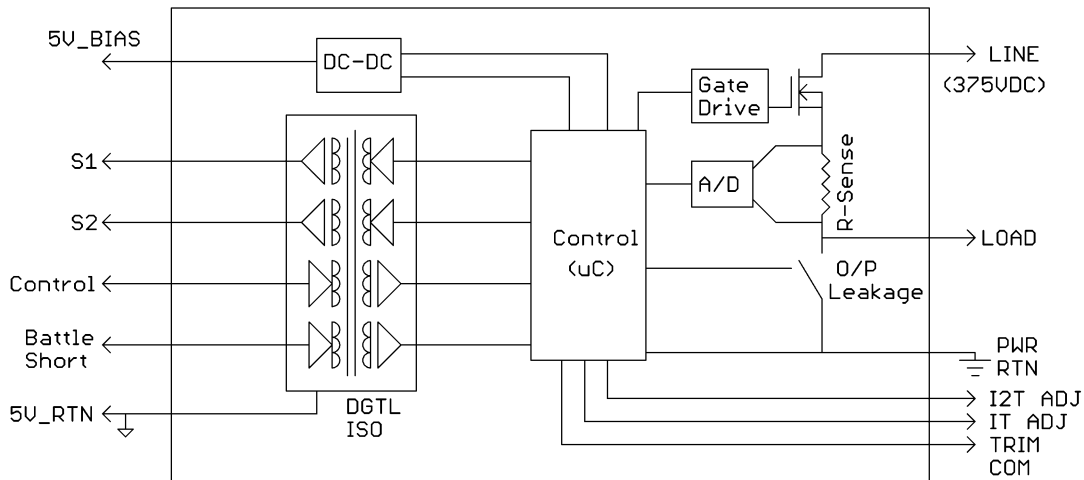 5V_BIAS
DC-DC
Gate
Drive
LINE
(375VDC)
S1
A/D
R-Sense
S2
Control
(uC)
LOAD
Control
O/P
Leakage
Battle
Short
PWR
RTN
5V_RTN
DGTL
ISO
I2T ADJ
IT ADJ
TRIM
COM